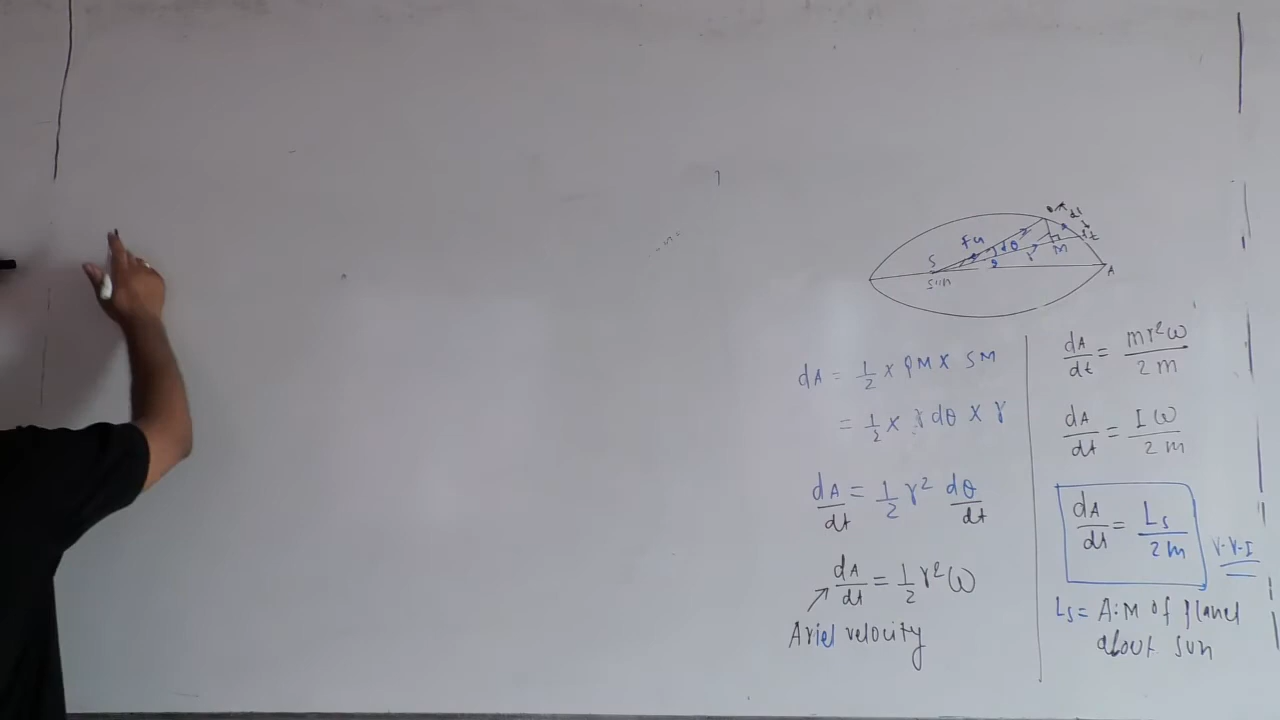 S
Fg
dθ
r
M
A
sun
dA = 1/2 × PM × SM
= 1/2 × r dθ × r
dA/dt = 1/2 r² dθ/dt
dA/dt = 1/2 r² ω
Ariel velocity
dA/dt = mr²ω/2m
dA/dt = Iω/2m
dA/dt = Ls/2m
V.V.I
Ls = A.M of planet
about sun